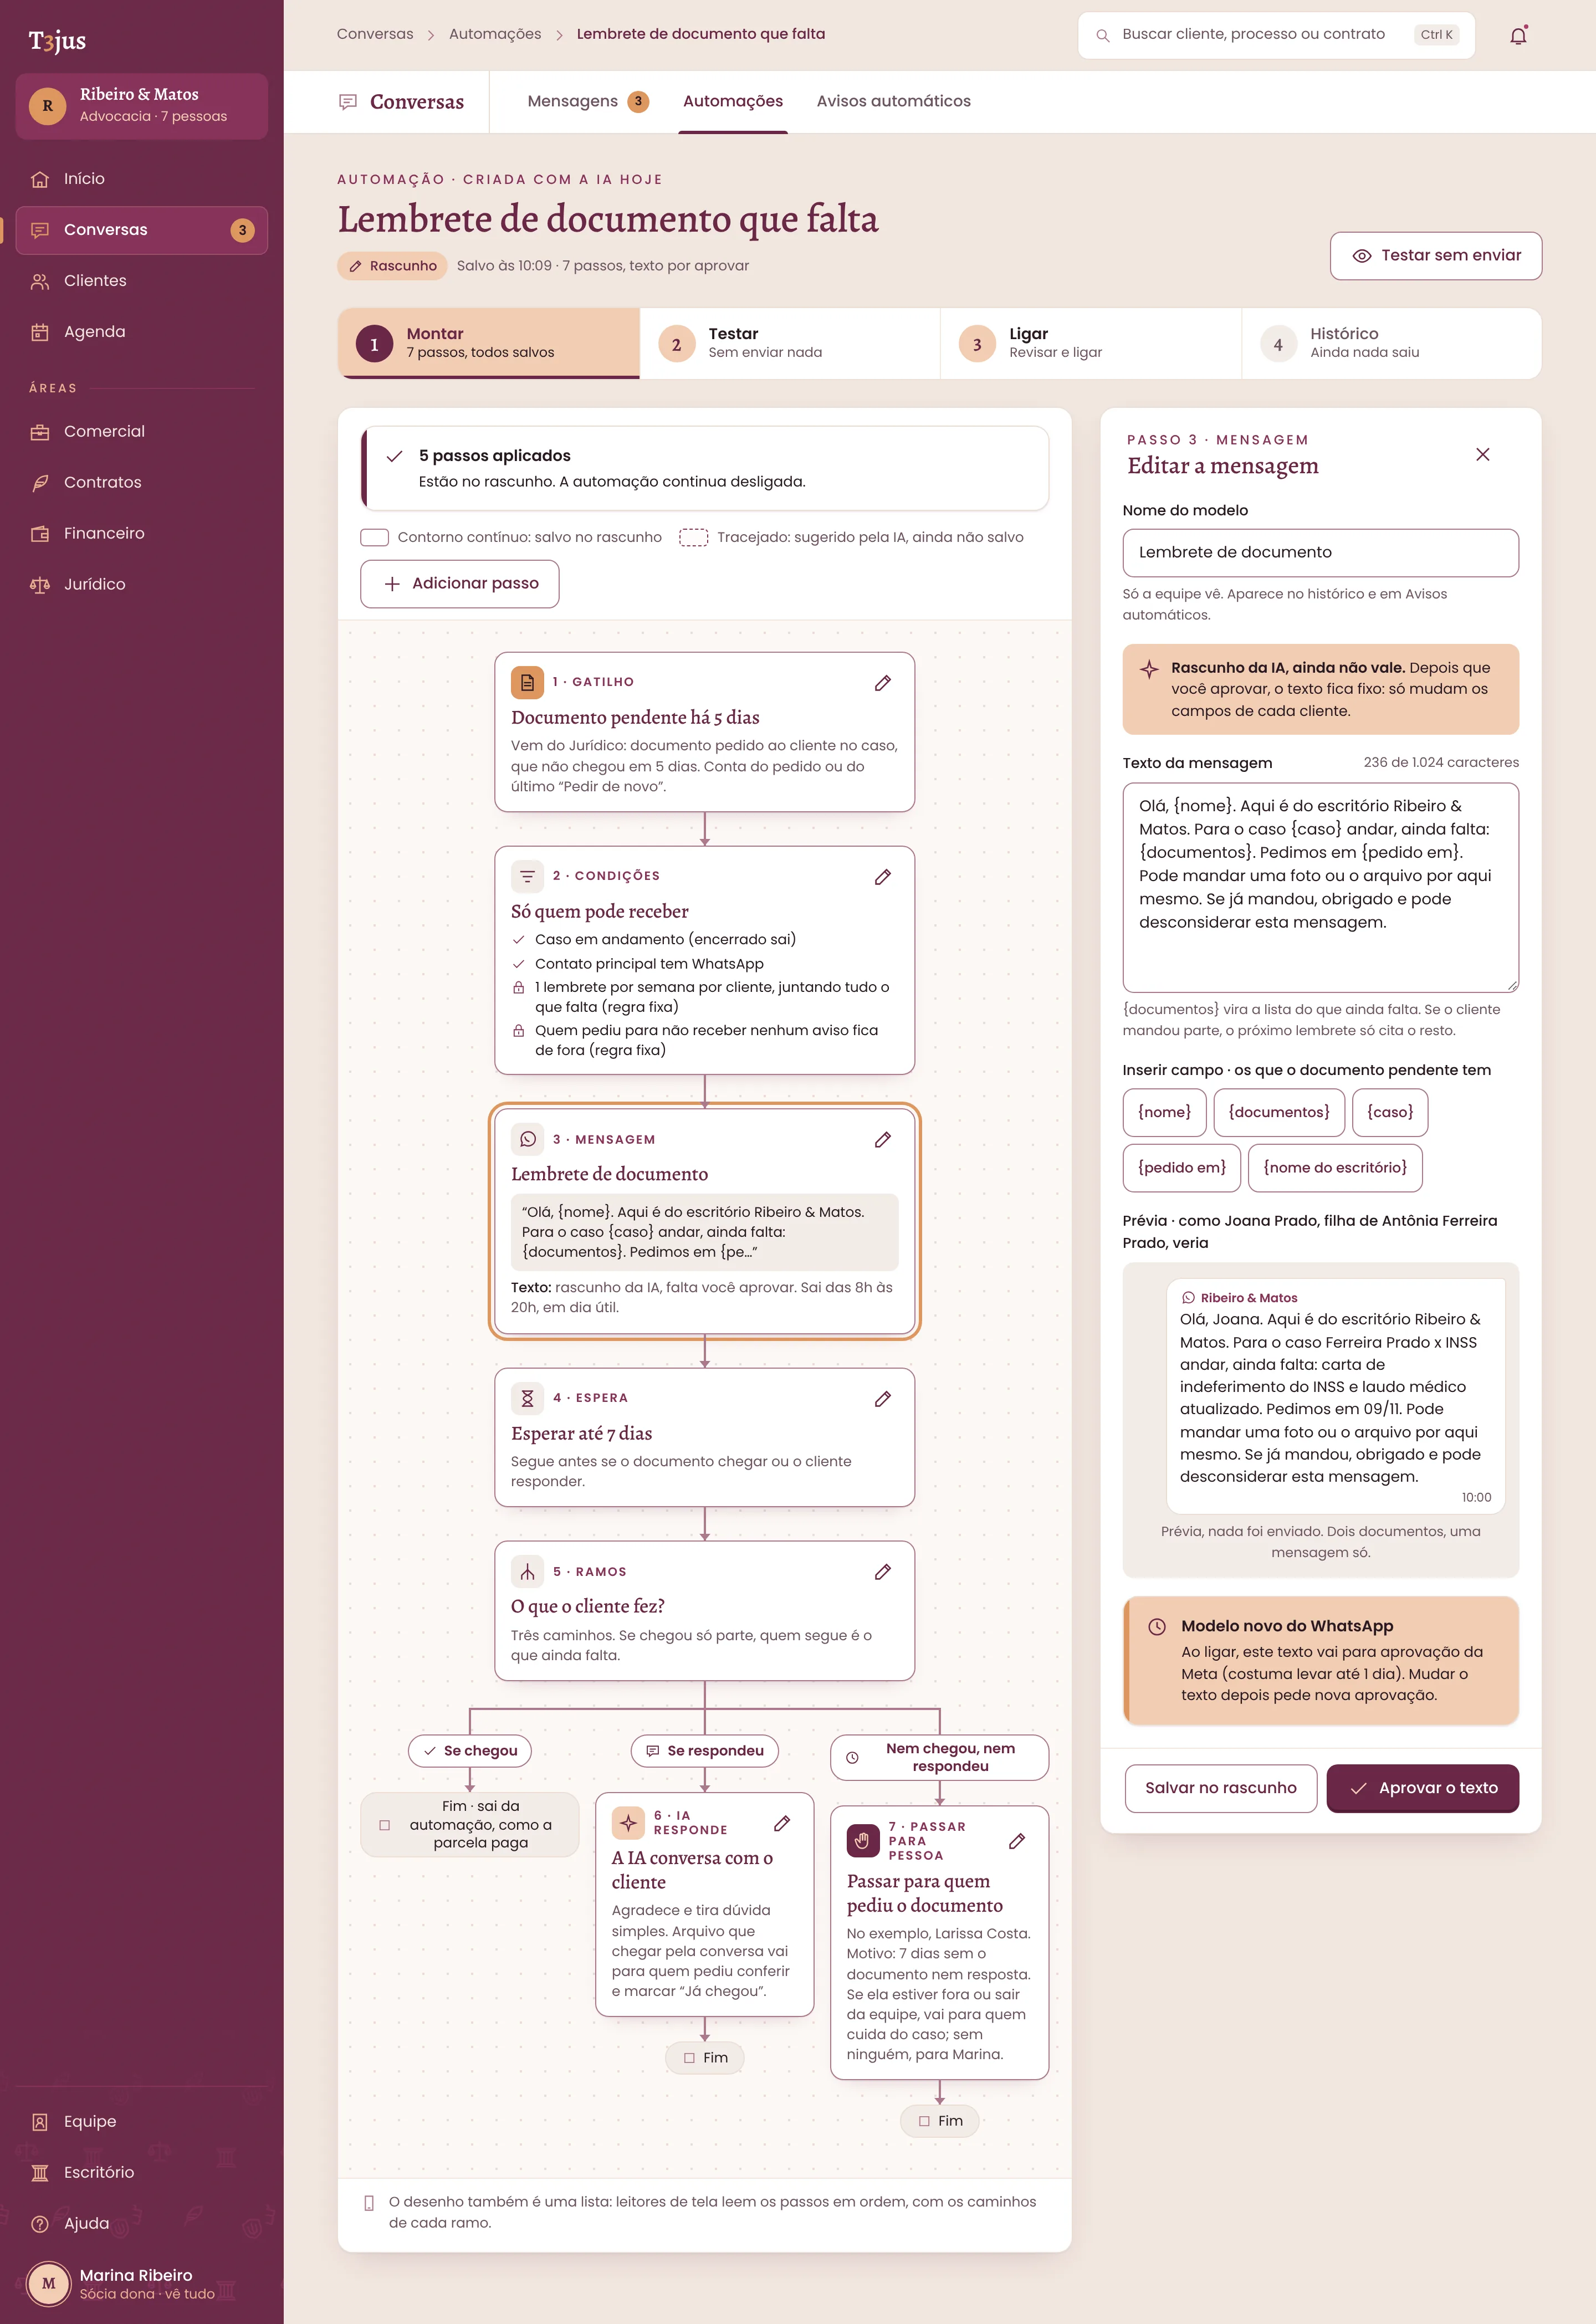 T3jus
R
Ribeiro & Matos
Advocacia · 7 pessoas
Início
Conversas
3
Clientes
Agenda
ÁREAS
Comercial
Contratos
Financeiro
Jurídico
Equipe
Escritório
Ajuda
M
Marina Ribeiro
Sócia dona · vê tudo
Conversas
Automações
Lembrete de documento que falta
Buscar cliente, processo ou contrato
Ctrl K
Conversas
Mensagens
3
Automações
Avisos automáticos
AUTOMAÇÃO · CRIADA COM A IA HOJE
Lembrete de documento que falta
Rascunho
Salvo às 10:09 · 7 passos, texto por aprovar
Testar sem enviar
1
Montar
7 passos, todos salvos
2
Testar
Sem enviar nada
3
Ligar
Revisar e ligar
4
Histórico
Ainda nada saiu
5 passos aplicados
Estão no rascunho. A automação continua desligada.
Contorno contínuo: salvo no rascunho
Tracejado: sugerido pela IA, ainda não salvo
Adicionar passo
1 · GATILHO
Documento pendente há 5 dias
Vem do Jurídico: documento pedido ao cliente no caso,
que não chegou em 5 dias. Conta do pedido ou do
último “Pedir de novo”.
2 · CONDIÇÕES
Só quem pode receber
Caso em andamento (encerrado sai)
Contato principal tem WhatsApp
1 lembrete por semana por cliente, juntando tudo o
que falta (regra fixa)
Quem pediu para não receber nenhum aviso fica
de fora (regra fixa)
3 · MENSAGEM
Lembrete de documento
“Olá, {nome}. Aqui é do escritório Ribeiro & Matos.
Para o caso {caso} andar, ainda falta:
{documentos}. Pedimos em {pe…”
Texto: rascunho da IA, falta você aprovar. Sai das 8h às
20h, em dia útil.
4 · ESPERA
Esperar até 7 dias
Segue antes se o documento chegar ou o cliente
responder.
5 · RAMOS
O que o cliente fez?
Três caminhos. Se chegou só parte, quem segue é o
que ainda falta.
Se chegou
Fim · sai da
automação, como a
parcela paga
Se respondeu
6 · IA
RESPONDE
A IA conversa com o
cliente
Agradece e tira dúvida
simples. Arquivo que
chegar pela conversa vai
para quem pediu conferir
e marcar “Já chegou”.
Fim
Nem chegou, nem
respondeu
7 · PASSAR
PARA
PESSOA
Passar para quem
pediu o documento
No exemplo, Larissa Costa.
Motivo: 7 dias sem o
documento nem resposta.
Se ela estiver fora ou sair
da equipe, vai para quem
cuida do caso; sem
ninguém, para Marina.
Fim
O desenho também é uma lista: leitores de tela leem os passos em ordem, com os caminhos
de cada ramo.
PASSO 3 · MENSAGEM
Editar a mensagem
Nome do modelo
Lembrete de documento
Só a equipe vê. Aparece no histórico e em Avisos
automáticos.
Rascunho da IA, ainda não vale. Depois que
você aprovar, o texto fica fixo: só mudam os
campos de cada cliente.
Texto da mensagem
236 de 1.024 caracteres
Olá, {nome}. Aqui é do escritório Ribeiro &
Matos. Para o caso {caso} andar, ainda falta:
{documentos}. Pedimos em {pedido em}.
Pode mandar uma foto ou o arquivo por aqui
mesmo. Se já mandou, obrigado e pode
desconsiderar esta mensagem.
{documentos} vira a lista do que ainda falta. Se o cliente
mandou parte, o próximo lembrete só cita o resto.
Inserir campo · os que o documento pendente tem
{nome}
{documentos}
{caso}
{pedido em}
{nome do escritório}
Prévia · como Joana Prado, filha de Antônia Ferreira
Prado, veria
Ribeiro & Matos
Olá, Joana. Aqui é do escritório Ribeiro &
Matos. Para o caso Ferreira Prado x INSS
andar, ainda falta: carta de
indeferimento do INSS e laudo médico
atualizado. Pedimos em 09/11. Pode
mandar uma foto ou o arquivo por aqui
mesmo. Se já mandou, obrigado e pode
desconsiderar esta mensagem.
10:00
Prévia, nada foi enviado. Dois documentos, uma
mensagem só.
Modelo novo do WhatsApp
Ao ligar, este texto vai para aprovação da
Meta (costuma levar até 1 dia). Mudar o
texto depois pede nova aprovação.
Salvar no rascunho
Aprovar o texto